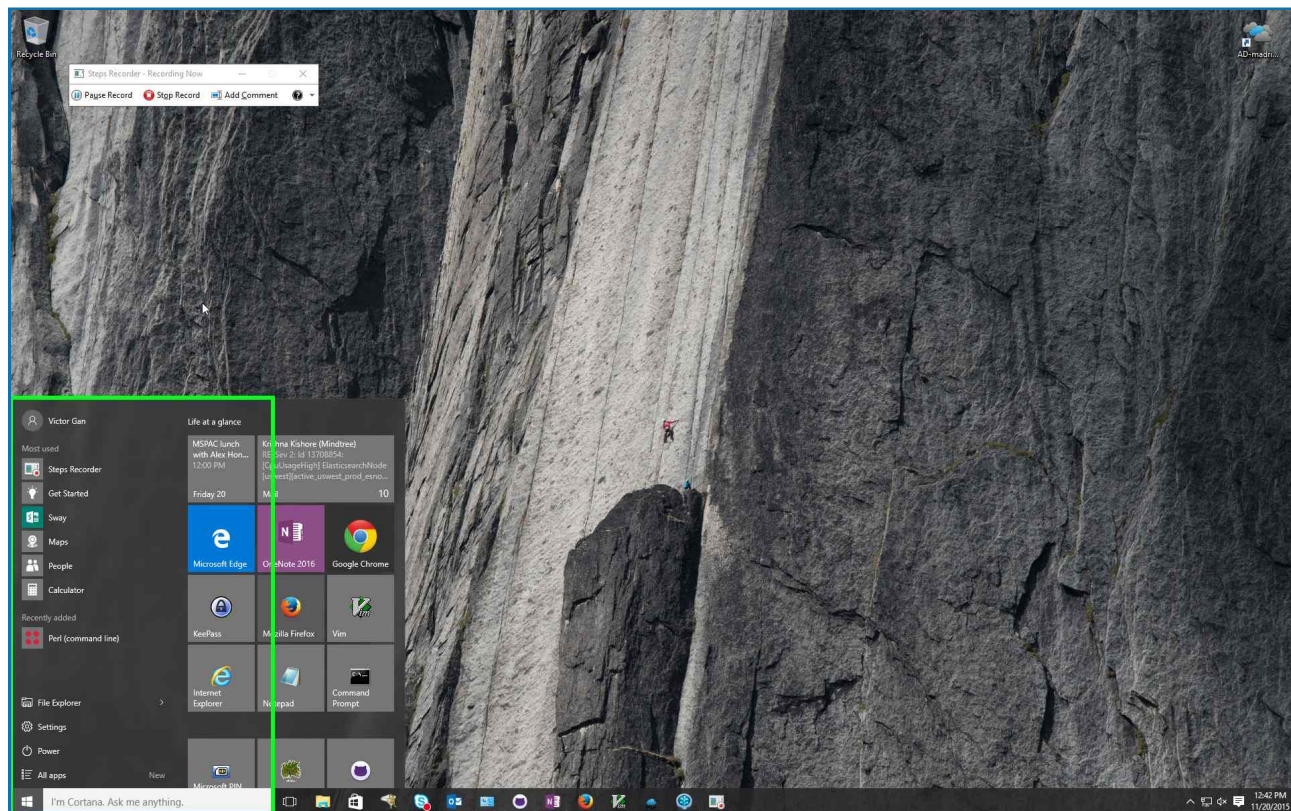 Recycle Bin
AD-madri...
Steps Recorder - Recording Now
Pause Record Stop Record Add Comment
Victor Gan
Most used
Steps Recorder
Get Started
Sway
Maps
People
Calculator
Recently added
Perl (command line)
File Explorer
Settings
Power
All apps New
Life at a glance
MSPAC lunch
with Alex Hon...
12:00 PM
Friday 20
Krishna Kishore (Mindtree)
Sev 2: Id 13708854:
[CpuUsageHigh] ElasticsearchNode
[uswest][active_uswest_prod_esno...
Mail 10
Microsoft Edge
OneNote 2016
Google Chrome
KeePass
Mozilla Firefox
Vim
Internet
Explorer
Notepad
Command
Prompt
Microsoft PIN
I'm Cortana. Ask me anything.
12:42 PM
11/20/2015